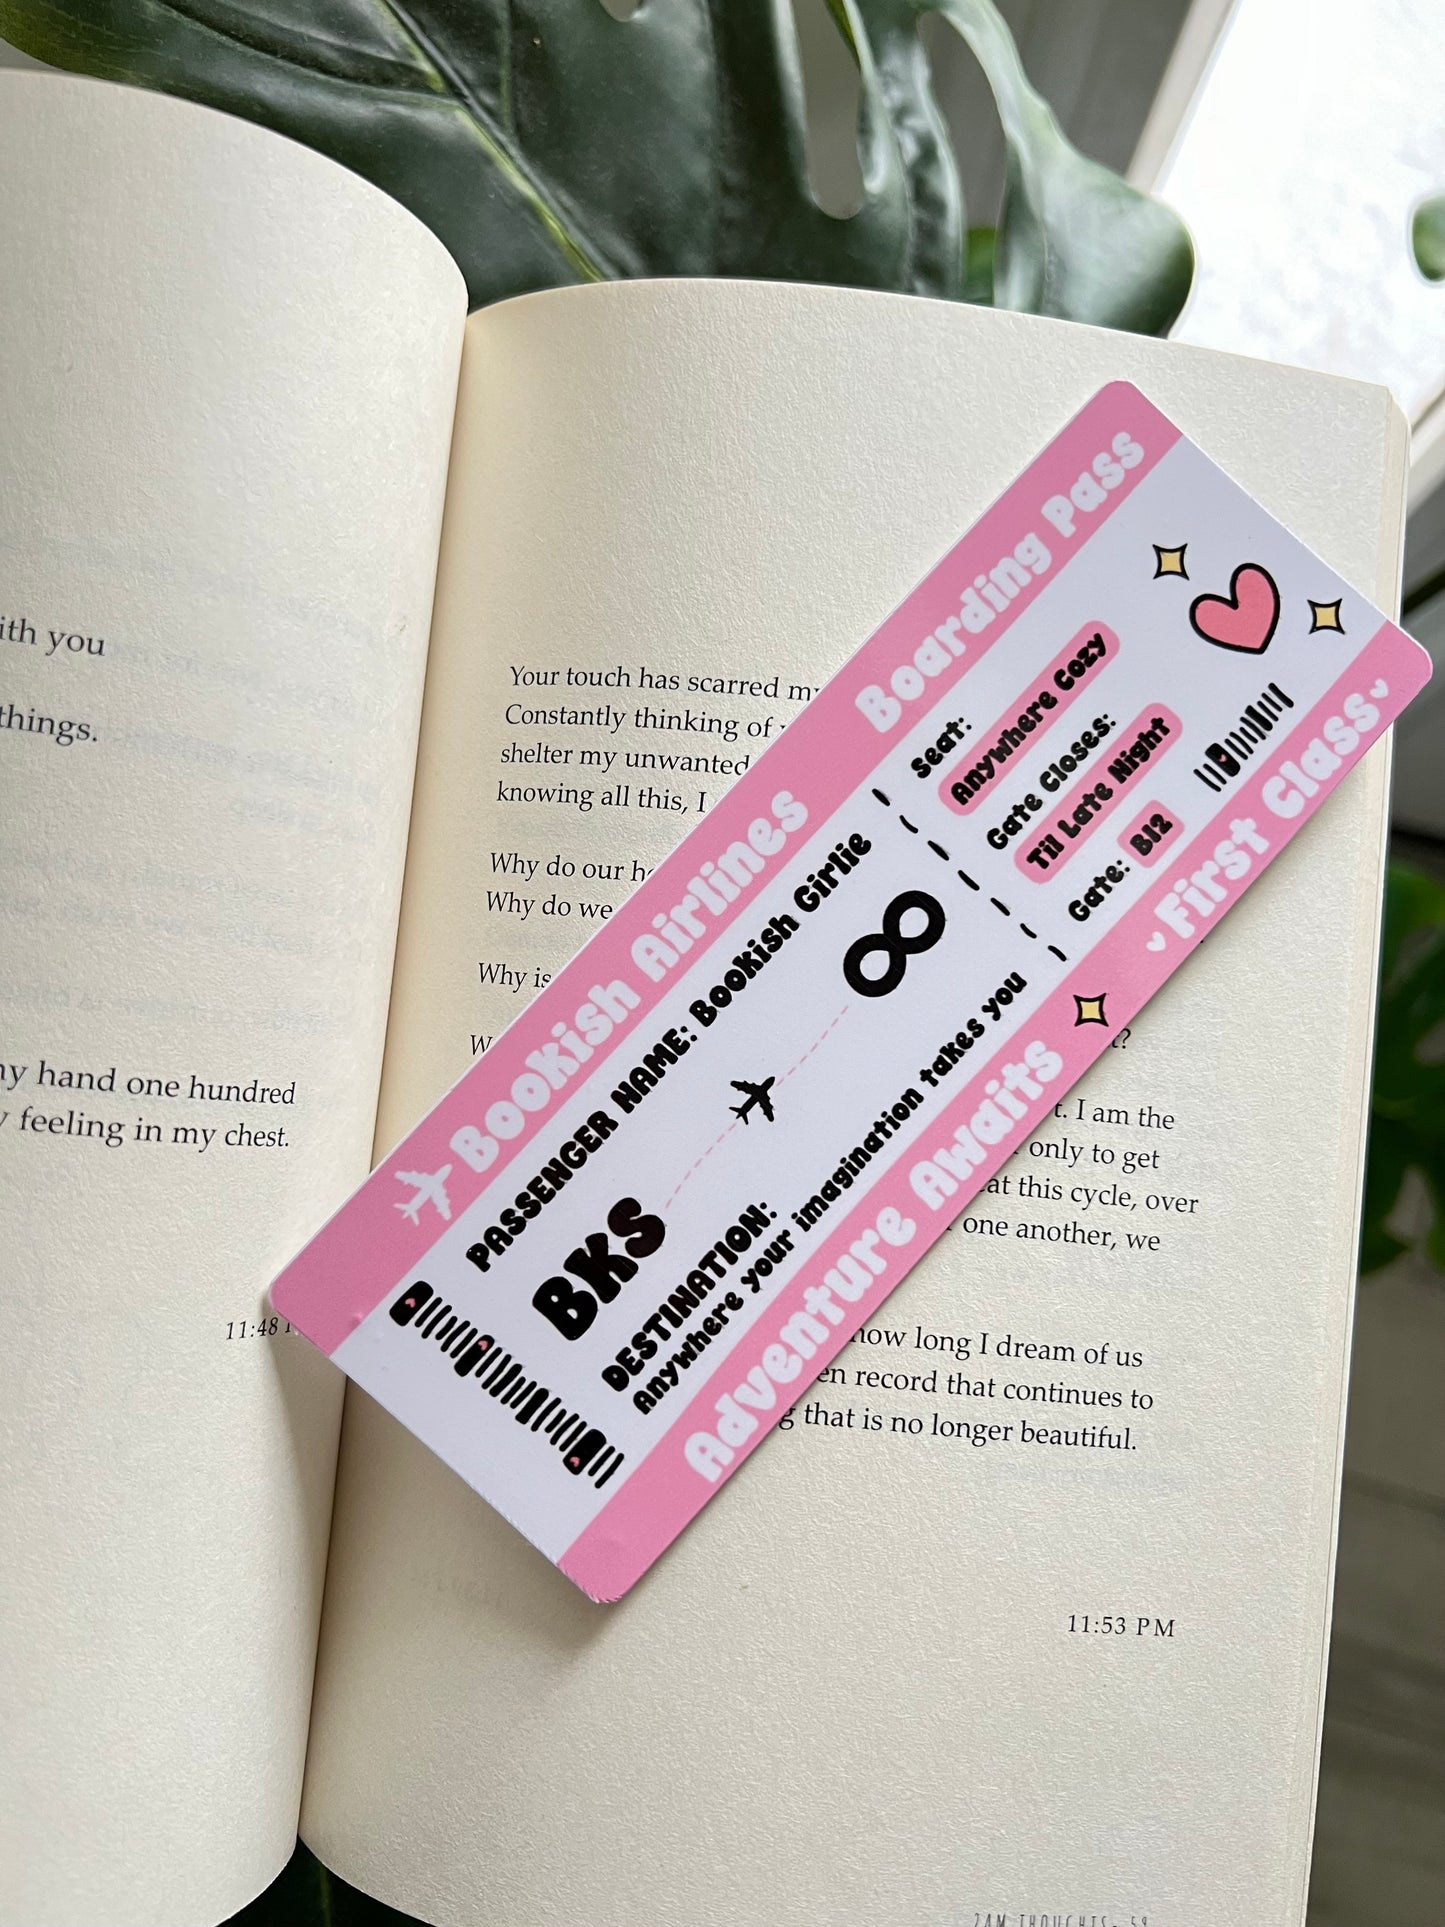 ith you
things.
ny hand one hundred
y feeling in my chest.
11:48
Your touch has scarred my
Constantly thinking of
shelter my unwanted
knowing all this, I
Why do our
Why do we
Why is
Bookish Airlines
Boarding Pass
PASSENGER NAME: Bookish Girlie
BKS
DESTINATION:
Anywhere your imagination takes you
Adventure Awaits
Seat:
Anywhere Cozy
Gate Closes:
Til Late Night
Gate: B12
First Class
t?
t. I am the
only to get
at this cycle, over
one another, we
how long I dream of us
en record that continues to
g that is no longer beautiful.
11:53 PM
2AM THOUGHTS- 59